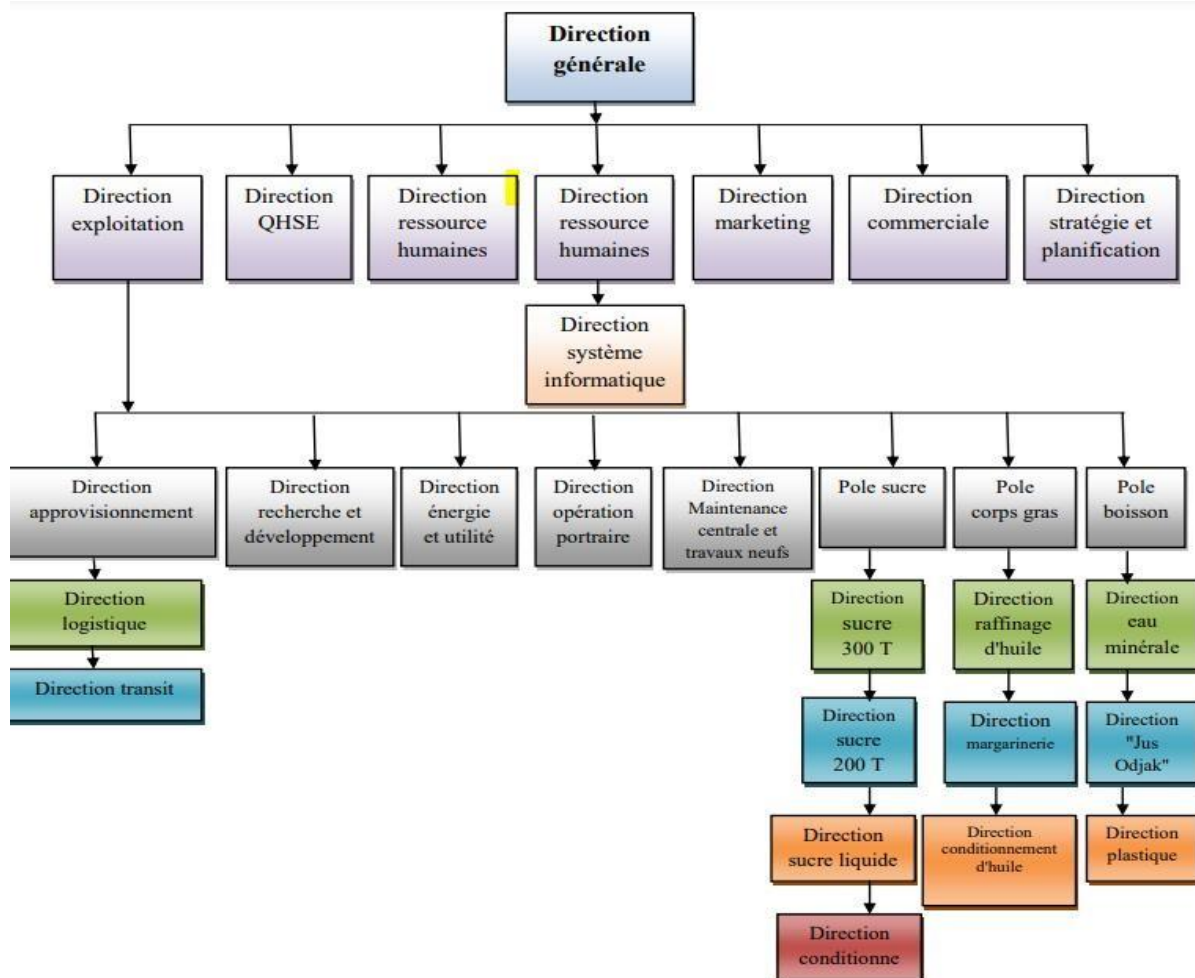 Direction
générale
Direction
exploitation
Direction
QHSE
Direction
ressource
humaines
Direction
ressource
humaines
Direction
marketing
Direction
commerciale
Direction
stratégie et
planification
Direction
système
informatique
Direction
approvisionnement
Direction
recherche et
développement
Direction
énergie
et utilité
Direction
opération
portraire
Direction
Maintenance
centrale et
travaux neufs
Pole sucre
Pole
corps gras
Pole
boisson
Direction
logistique
Direction
sucre
300 T
Direction
raffinage
d'huile
Direction
eau
minérale
Direction transit
Direction
sucre
200 T
Direction
margarinerie
Direction
"Jus
Odjak"
Direction
sucre liquide
Direction
conditionnement
d'huile
Direction
plastique
Direction
conditionne